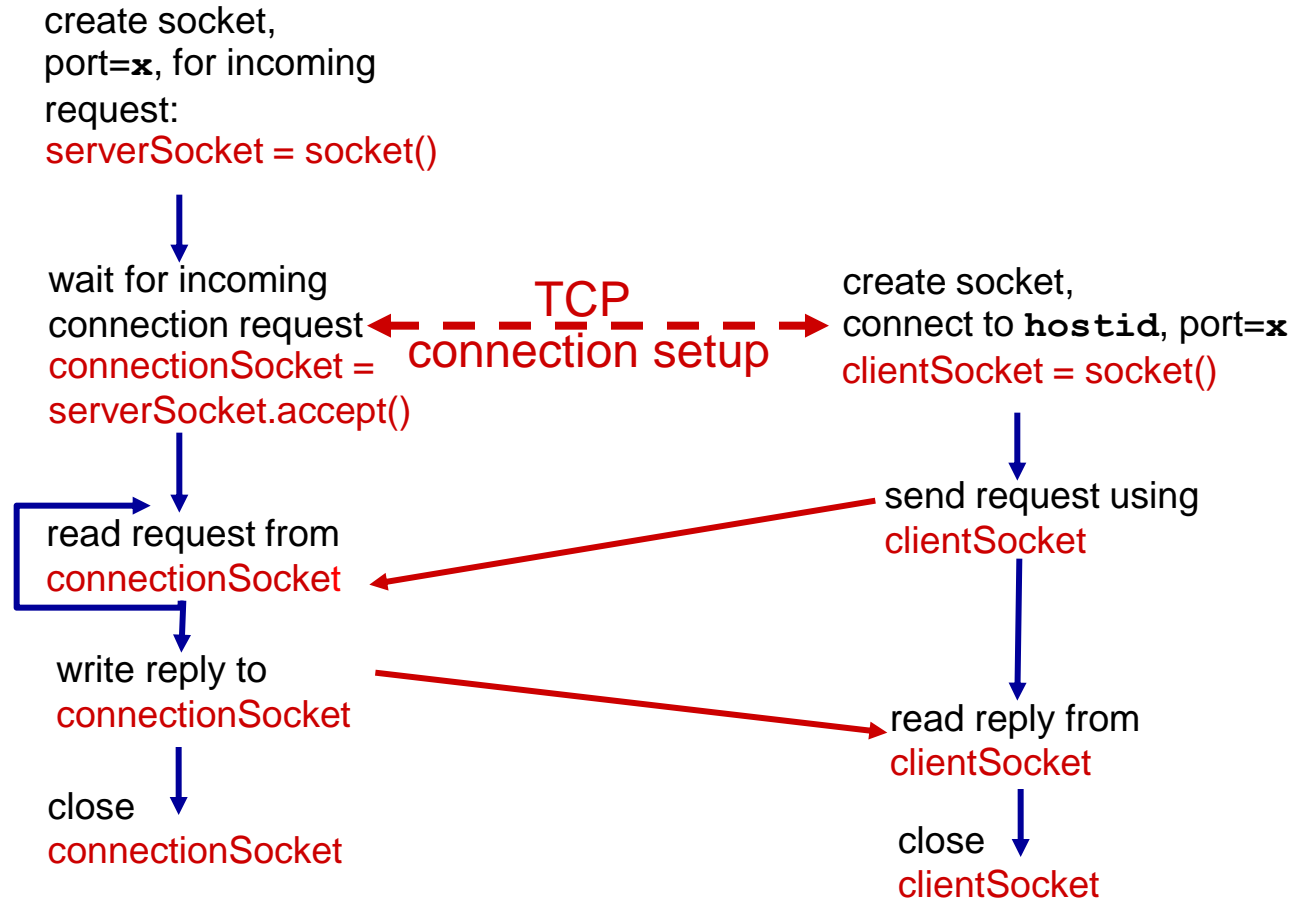 create socket,
port=x, for incoming
request:
serverSocket = socket()
wait for incoming
connection request
connectionSocket =
serverSocket.accept()
TCP
connection setup
create socket,
connect to hostid, port=x
clientSocket = socket()
send request using
clientSocket
read request from
connectionSocket
write reply to
connectionSocket
read reply from
clientSocket
close
connectionSocket
close
clientSocket